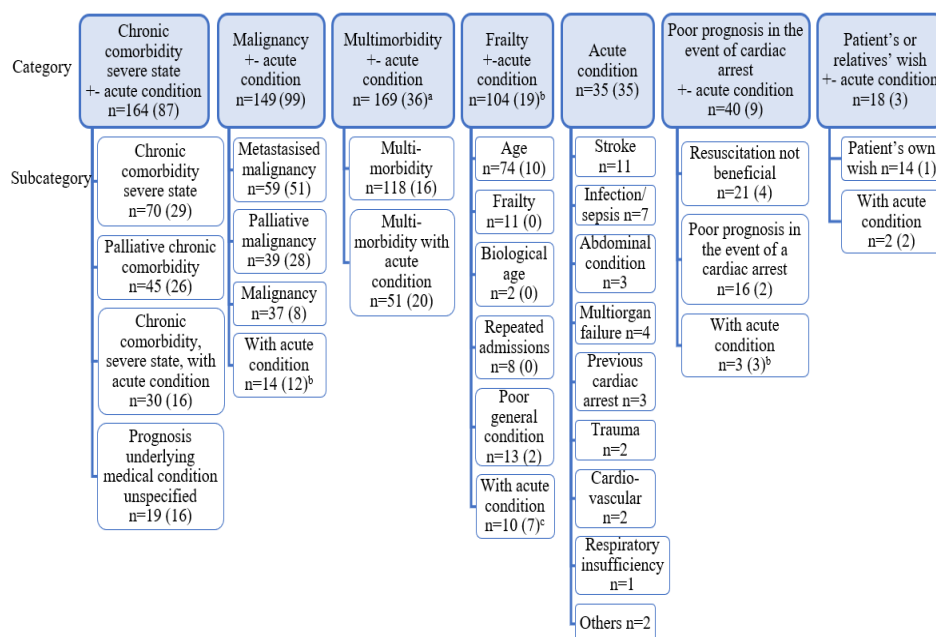 Category
Chronic
comorbidity
severe state
+- acute condition
n=164 (87)
Malignancy
+- acute
condition
n=149 (99)
Multimorbidity
+- acute
condition
n= 169 (36)ᵃ
Frailty
+-acute
condition
n=104 (19)ᵇ
Acute
condition
n=35 (35)
Poor prognosis in the
event of cardiac
arrest
+- acute condition
n=40 (9)
Patient’s or
relatives’ wish
+- acute condition
n=18 (3)
Subcategory
Chronic
comorbidity
severe state
n=70 (29)
Palliative chronic
comorbidity
n=45 (26)
Chronic
comorbidity,
severe state, with
acute condition
n=30 (16)
Prognosis
underlying
medical condition
unspecified
n=19 (16)
Metastasised
malignancy
n=59 (51)
Palliative
malignancy
n=39 (28)
Malignancy
n=37 (8)
With acute
condition
n=14 (12)ᵇ
Multi-
morbidity
n=118 (16)
Multi-
morbidity with
acute
condition
n=51 (20)
Age
n=74 (10)
Frailty
n=11 (0)
Biological
age
n=2 (0)
Repeated
admissions
n=8 (0)
Poor
general
condition
n=13 (2)
With acute
condition
n=10 (7)ᶜ
Stroke
n=11
Infection/
sepsis n=7
Abdominal
condition
n=3
Multiorgan
failure n=4
Previous
cardiac
arrest n=3
Trauma
n=2
Cardio-
vascular
n=2
Respiratory
insufficiency
n=1
Others n=2
Resuscitation not
beneficial
n=21 (4)
Poor prognosis
in the event of a
cardiac arrest
n=16 (2)
With acute
condition
n=3 (3)ᵇ
Patient’s own
wish n=14 (1)
With acute
condition
n=2 (2)